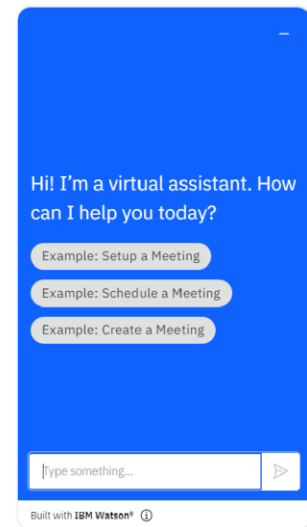 Hi! I'm a virtual assistant. How
can I help you today?
Example: Setup a Meeting
Example: Schedule a Meeting
Example: Create a Meeting
Type something...
Built with IBM Watson®